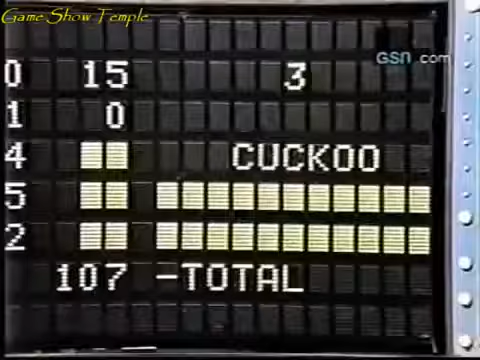 Game Show Temple
GSN.com
0 15 3
1 0
4 CUCKOO
5
2
107 -TOTAL